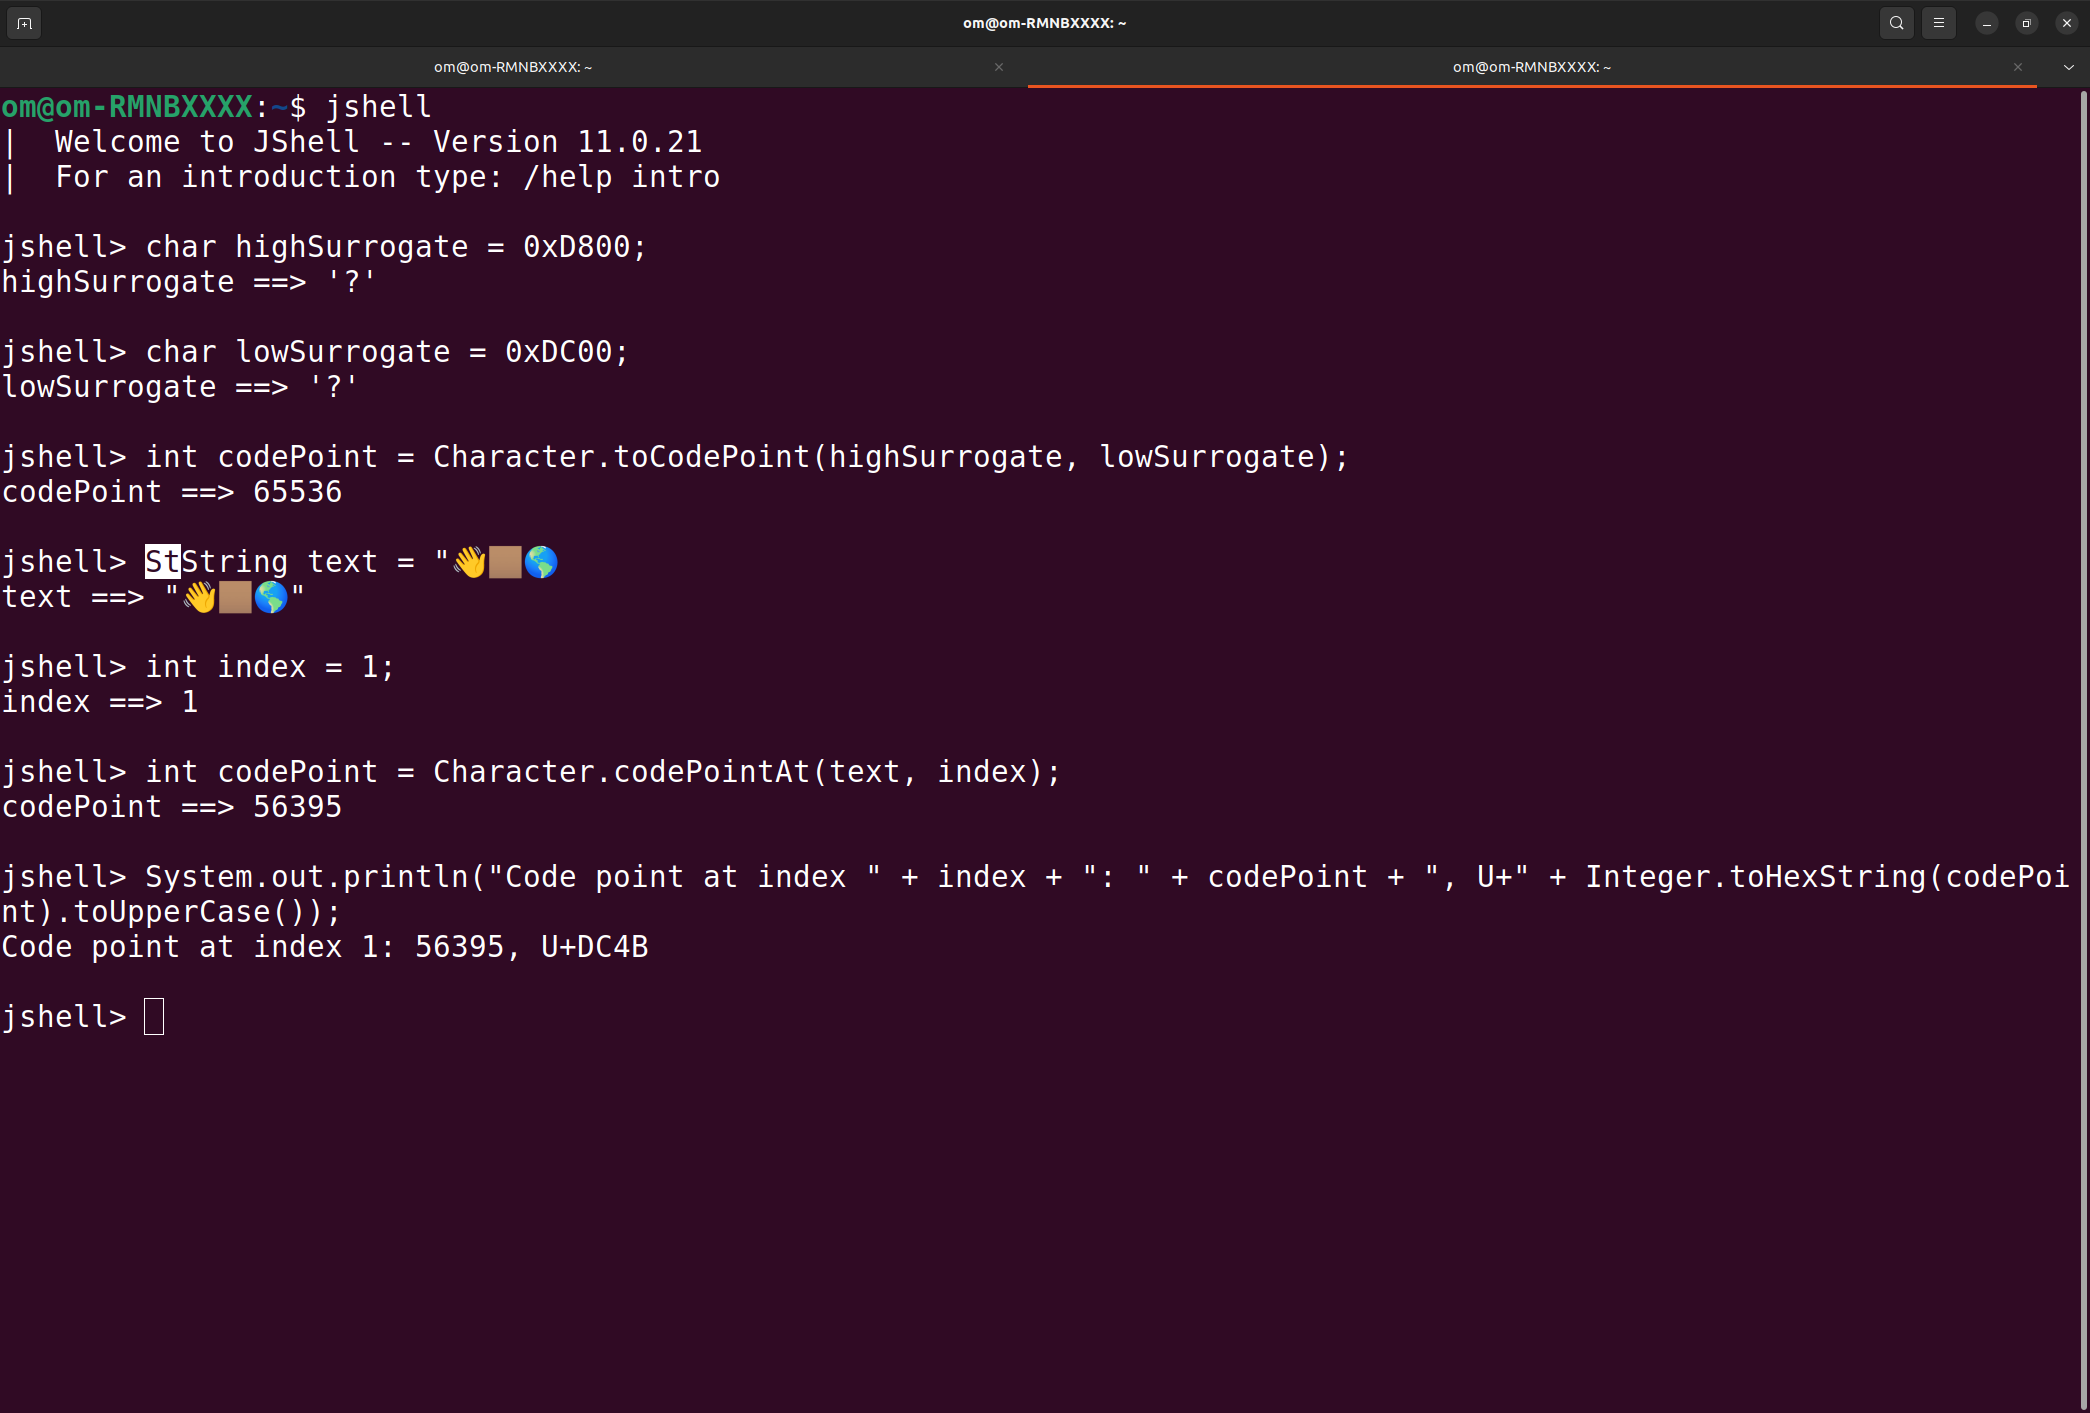 om@om-RMNBXXXX: ~
om@om-RMNBXXXX: ~
om@om-RMNBXXXX: ~
om@om-RMNBXXXX:~$ jshell
|  Welcome to JShell -- Version 11.0.21
|  For an introduction type: /help intro
jshell> char highSurrogate = 0xD800;
highSurrogate ==> '?'
jshell> char lowSurrogate = 0xDC00;
lowSurrogate ==> '?'
jshell> int codePoint = Character.toCodePoint(highSurrogate, lowSurrogate);
codePoint ==> 65536
jshell> StString text = "👋🏽🌎
text ==> "👋🏽🌎"
jshell> int index = 1;
index ==> 1
jshell> int codePoint = Character.codePointAt(text, index);
codePoint ==> 56395
jshell> System.out.println("Code point at index " + index + ": " + codePoint + ", U+" + Integer.toHexString(codePoi
nt).toUpperCase());
Code point at index 1: 56395, U+DC4B
jshell>